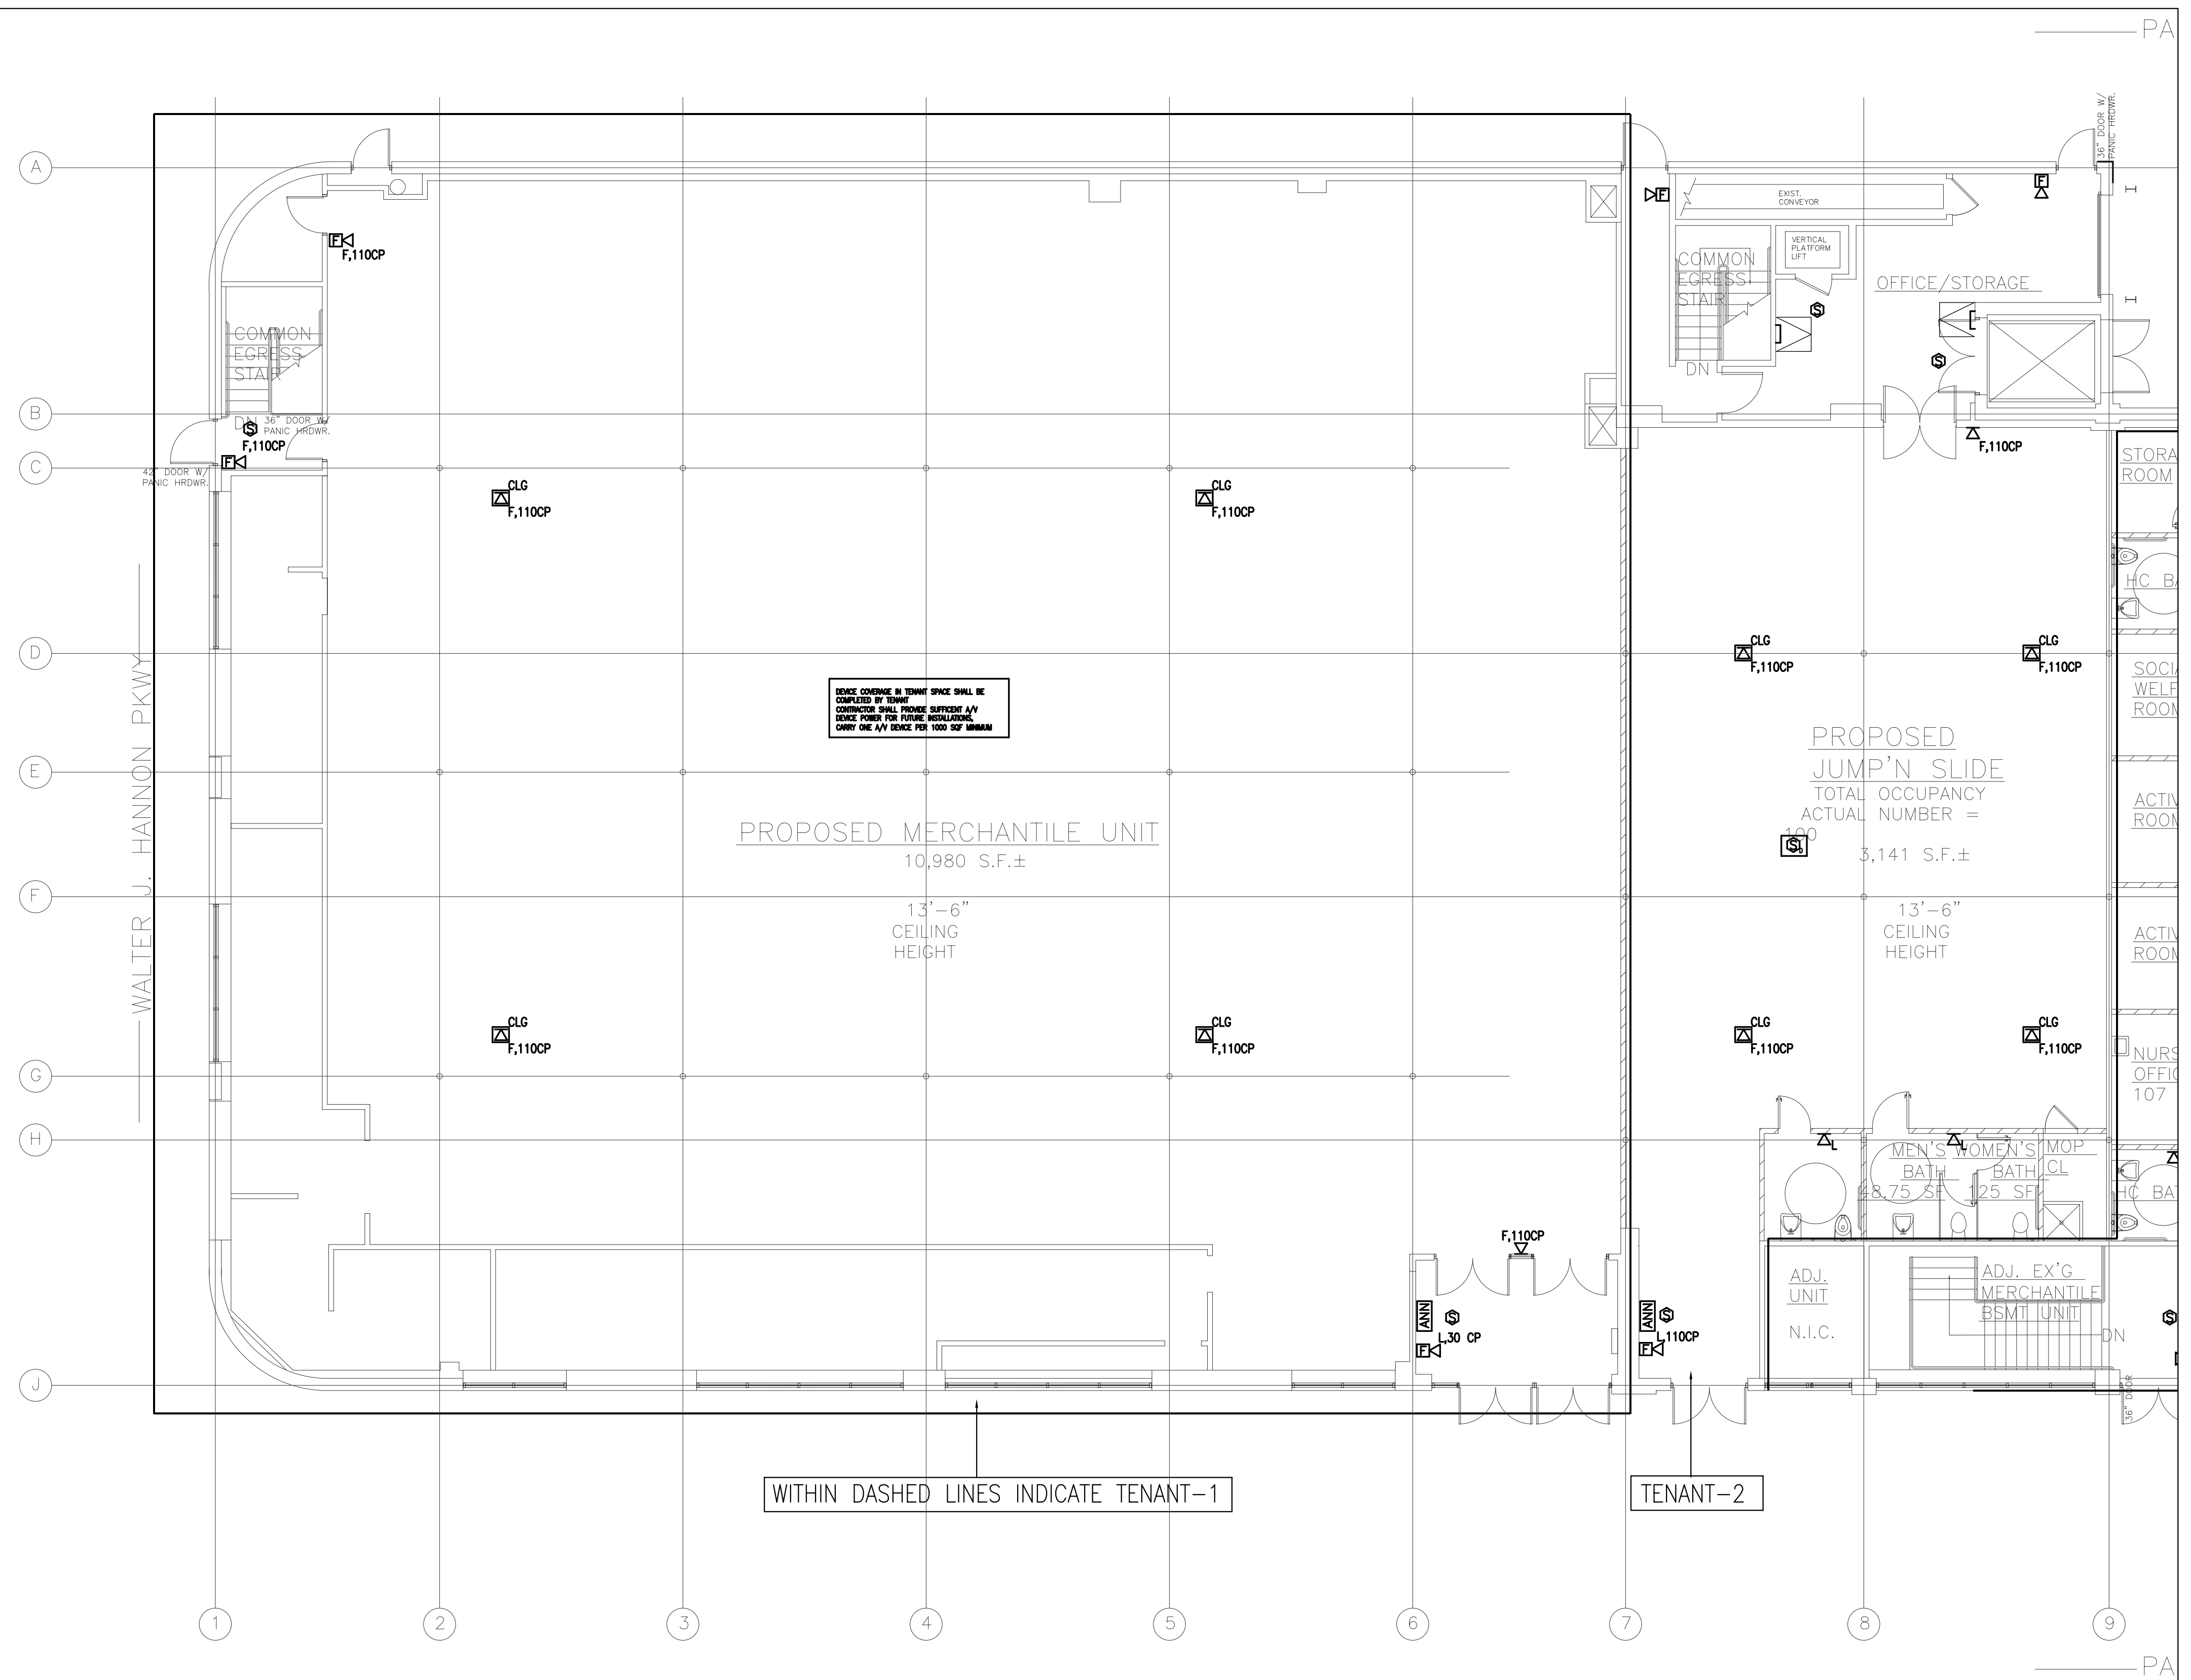 PA
36" DOOR W/
PANIC HRDWR.
A
F
F
EXIST.
CONVEYOR
F
F,110CP
VERTICAL
PLATFORM
LIFT
COMMON
EGRESS
STAIR
OFFICE/STORAGE
S
COMMON
EGRESS
STAIR
S
DN
B
DN
36" DOOR W/
PANIC HRDWR.
S
F,110CP
F,110CP
F
C
42" DOOR W/
PANIC HRDWR.
STORA
ROOM
CLG
F,110CP
CLG
F,110CP
HC BA
D
CLG
F,110CP
CLG
F,110CP
SOCIA
WELF
ROOM
DEVICE COVERAGE IN TENANT SPACE SHALL BE
COMPLETED BY TENANT
CONTRACTOR SHALL PROVIDE SUFFICENT A/V
DEVICE POWER FOR FUTURE INSTALLATIONS,
CARRY ONE A/V DEVICE PER 1000 SQF MINIMUM
WALTER J. HANNON PKWY
PROPOSED
JUMP'N SLIDE
TOTAL OCCUPANCY
ACTUAL NUMBER =
100
3,141 S.F.±
S
D
E
ACTIV
ROOM
PROPOSED MERCHANTILE UNIT
10,980 S.F.±
F
13'-6"
CEILING
HEIGHT
13'-6"
CEILING
HEIGHT
ACTIV
ROOM
CLG
F,110CP
CLG
F,110CP
CLG
F,110CP
CLG
F,110CP
NURS
OFFIC
107
G
H
L
L
MEN'S
BATH
48.75 SF
WOMEN'S
BATH
125 SF
MOP
CL
HC BAT
F,110CP
ADJ.
UNIT
N.I.C.
ADJ. EX'G
MERCHANTILE
BSMT UNIT
DN
ANN
S
L,30 CP
F
ANN
S
L,110CP
F
S
J
36" DOOR
WITHIN DASHED LINES INDICATE TENANT-1
TENANT-2
1
2
3
4
5
6
7
8
9
PA